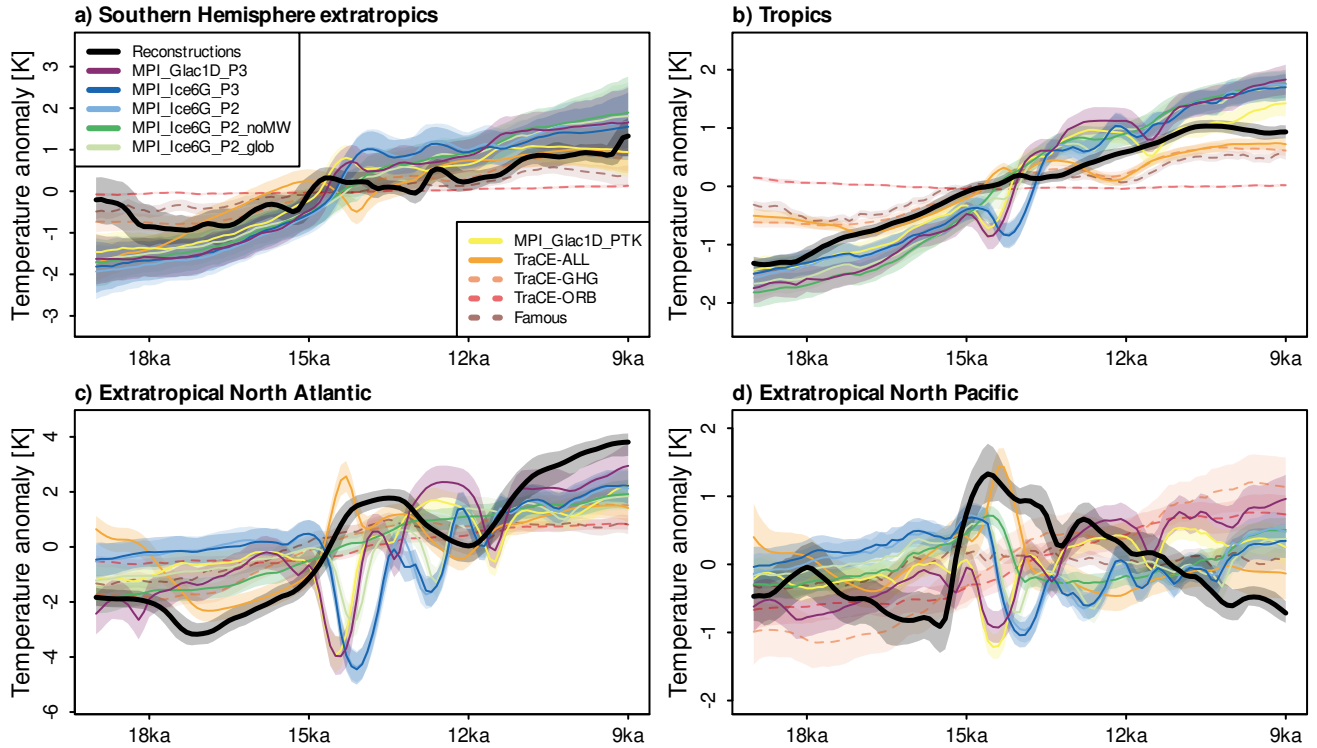 a) Southern Hemisphere extratropics
Temperature anomaly [K]
3
2
1
0
-1
-2
-3
Reconstructions
MPI_Glac1D_P3
MPI_Ice6G_P3
MPI_Ice6G_P2
MPI_Ice6G_P2_noMW
MPI_Ice6G_P2_glob
MPI_Glac1D_PTK
TraCE-ALL
TraCE-GHG
TraCE-ORB
Famous
18ka 15ka 12ka 9ka
b) Tropics
Temperature anomaly [K]
2
1
0
-1
-2
18ka 15ka 12ka 9ka
c) Extratropical North Atlantic
Temperature anomaly [K]
4
2
0
-2
-4
-6
18ka 15ka 12ka 9ka
d) Extratropical North Pacific
Temperature anomaly [K]
2
1
0
-1
-2
18ka 15ka 12ka 9ka